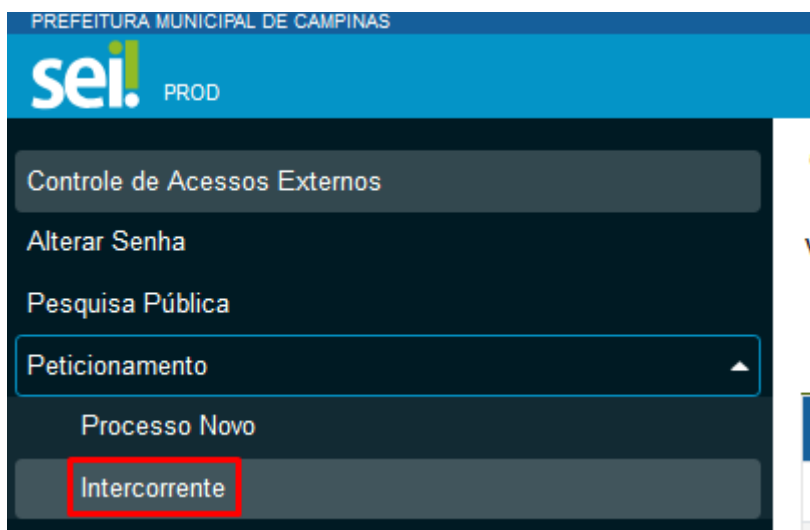 PREFEITURA MUNICIPAL DE CAMPINAS
sei! PROD
Controle de Acessos Externos
Alterar Senha
Pesquisa Pública
Peticionamento
Processo Novo
Intercorrente